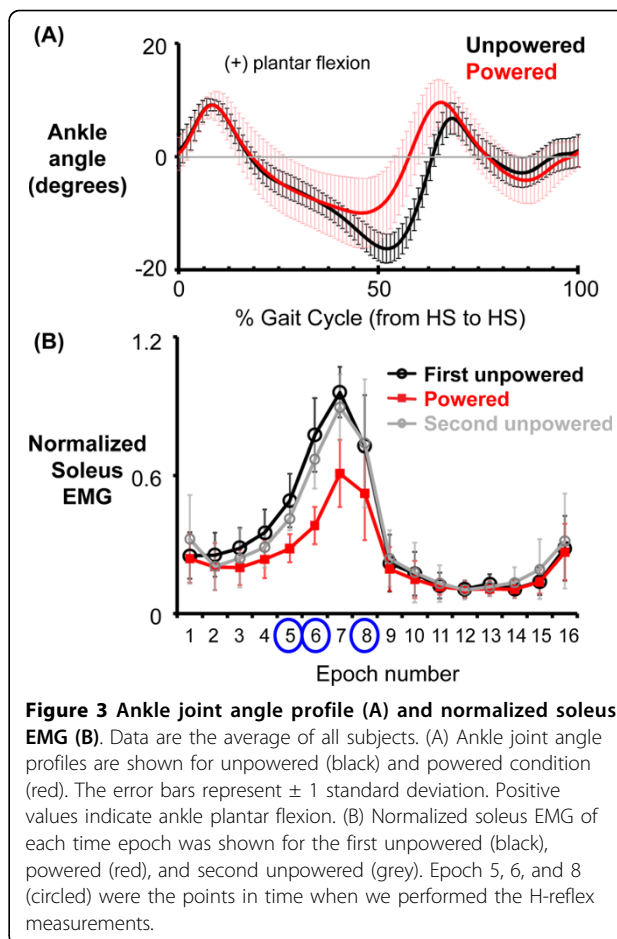 (A)
20
(+) plantar flexion
Unpowered
Powered
Ankle
angle
(degrees)
0
-20
0
50
100
% Gait Cycle (from HS to HS)
(B)
1.2
First unpowered
Powered
Second unpowered
Normalized
Soleus
EMG
0.6
0
1 2 3 4 5 6 7 8 9 10 11 12 13 14 15 16
Epoch number
Figure 3 Ankle joint angle profile (A) and normalized soleus
EMG (B). Data are the average of all subjects. (A) Ankle joint angle
profiles are shown for unpowered (black) and powered condition
(red). The error bars represent ± 1 standard deviation. Positive
values indicate ankle plantar flexion. (B) Normalized soleus EMG of
each time epoch was shown for the first unpowered (black),
powered (red), and second unpowered (grey). Epoch 5, 6, and 8
(circled) were the points in time when we performed the H-reflex
measurements.